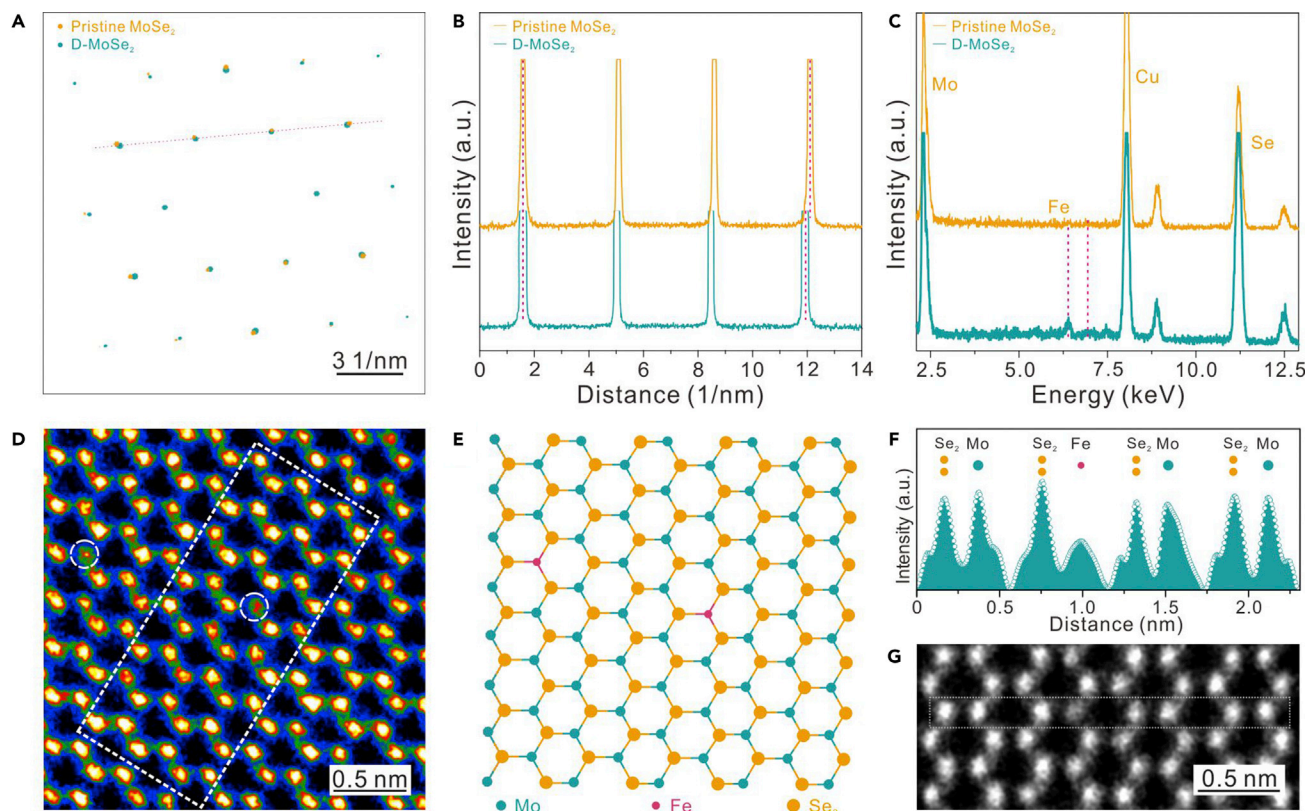 A
Pristine MoSe₂
D-MoSe₂
3 1/nm
B
Pristine MoSe₂
D-MoSe₂
Intensity (a.u.)
0 2 4 6 8 10 12 14
Distance (1/nm)
C
Pristine MoSe₂
D-MoSe₂
Mo
Cu
Se
Fe
Intensity (a.u.)
2.5 5.0 7.5 10.0 12.5
Energy (keV)
D
0.5 nm
E
Mo Fe Se₂
F
Se₂ Mo Se₂ Fe Se₂ Mo Se₂ Mo
Intensity (a.u.)
0 0.5 1.0 1.5 2.0
Distance (nm)
G
0.5 nm